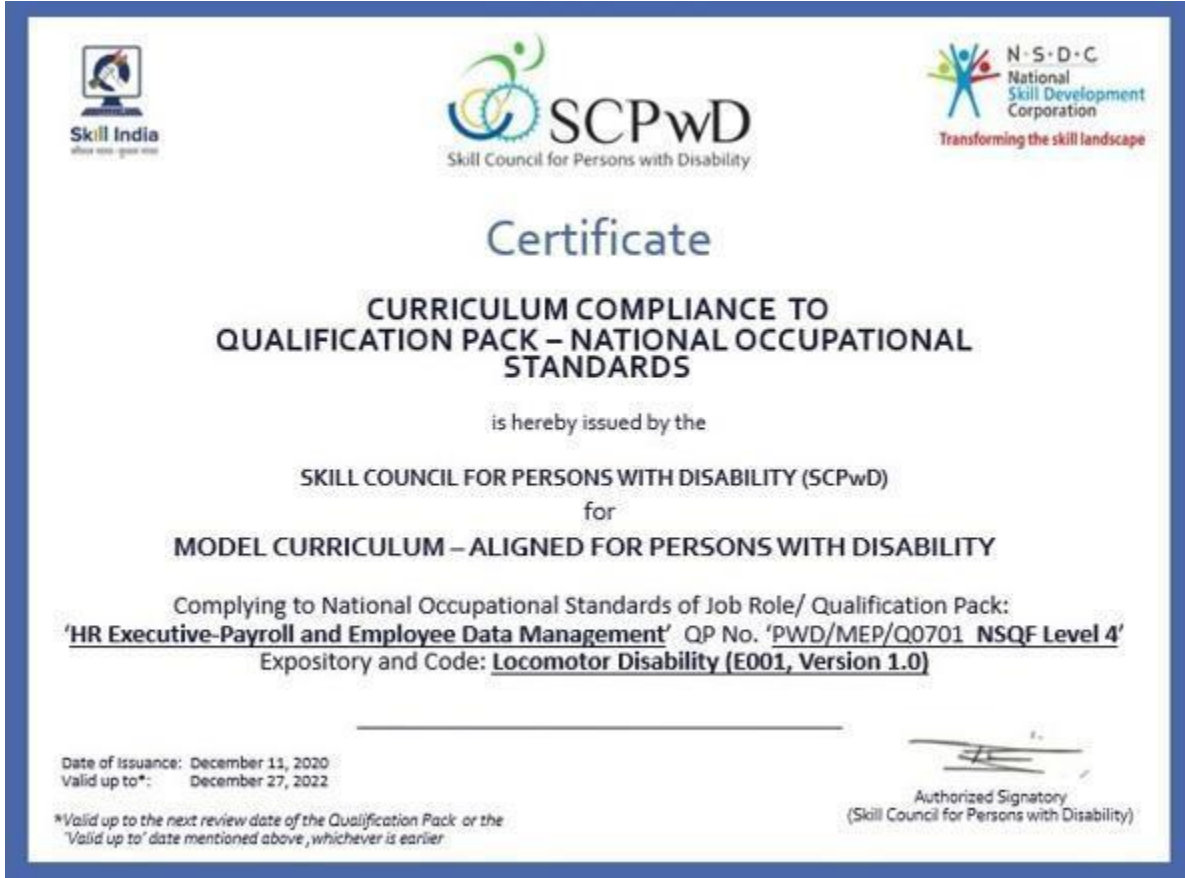 Skill India
SCPwD
Skill Council for Persons with Disability
N·S·D·C
National
Skill Development
Corporation
Transforming the skill landscape
Certificate
CURRICULUM COMPLIANCE TO
QUALIFICATION PACK – NATIONAL OCCUPATIONAL
STANDARDS
is hereby issued by the
SKILL COUNCIL FOR PERSONS WITH DISABILITY (SCPwD)
for
MODEL CURRICULUM – ALIGNED FOR PERSONS WITH DISABILITY
Complying to National Occupational Standards of Job Role/ Qualification Pack:
‘HR Executive-Payroll and Employee Data Management’ QP No. ‘PWD/MEP/Q0701 NSQF Level 4’
Expository and Code: Locomotor Disability (E001, Version 1.0)
Date of Issuance: December 11, 2020
Valid up to*: December 27, 2022
*Valid up to the next review date of the Qualification Pack or the
‘Valid up to’ date mentioned above, whichever is earlier
Authorized Signatory
(Skill Council for Persons with Disability)